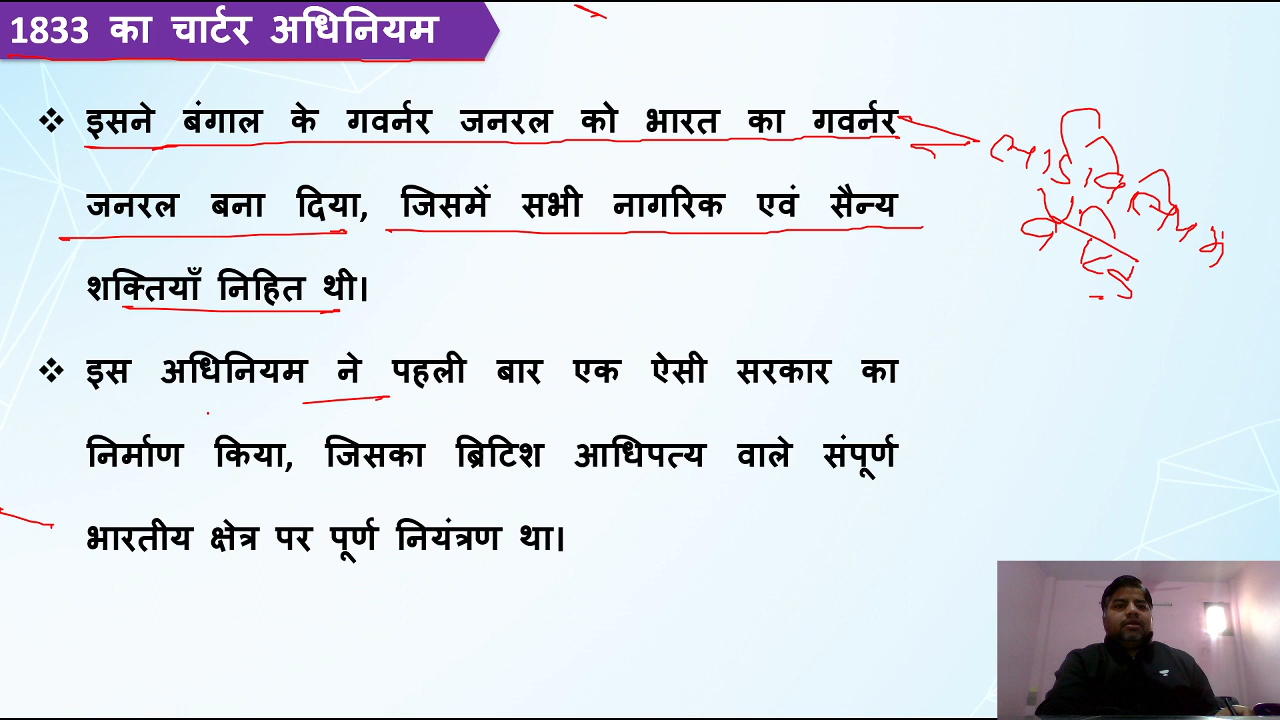 1833 का चार्टर अधिनियम
❖ इसने बंगाल के गवर्नर जनरल को भारत का गवर्नर
जनरल बना दिया, जिसमें सभी नागरिक एवं सैन्य
शक्तियाँ निहित थी।
❖ इस अधिनियम ने पहली बार एक ऐसी सरकार का
निर्माण किया, जिसका ब्रिटिश आधिपत्य वाले संपूर्ण
भारतीय क्षेत्र पर पूर्ण नियंत्रण था।